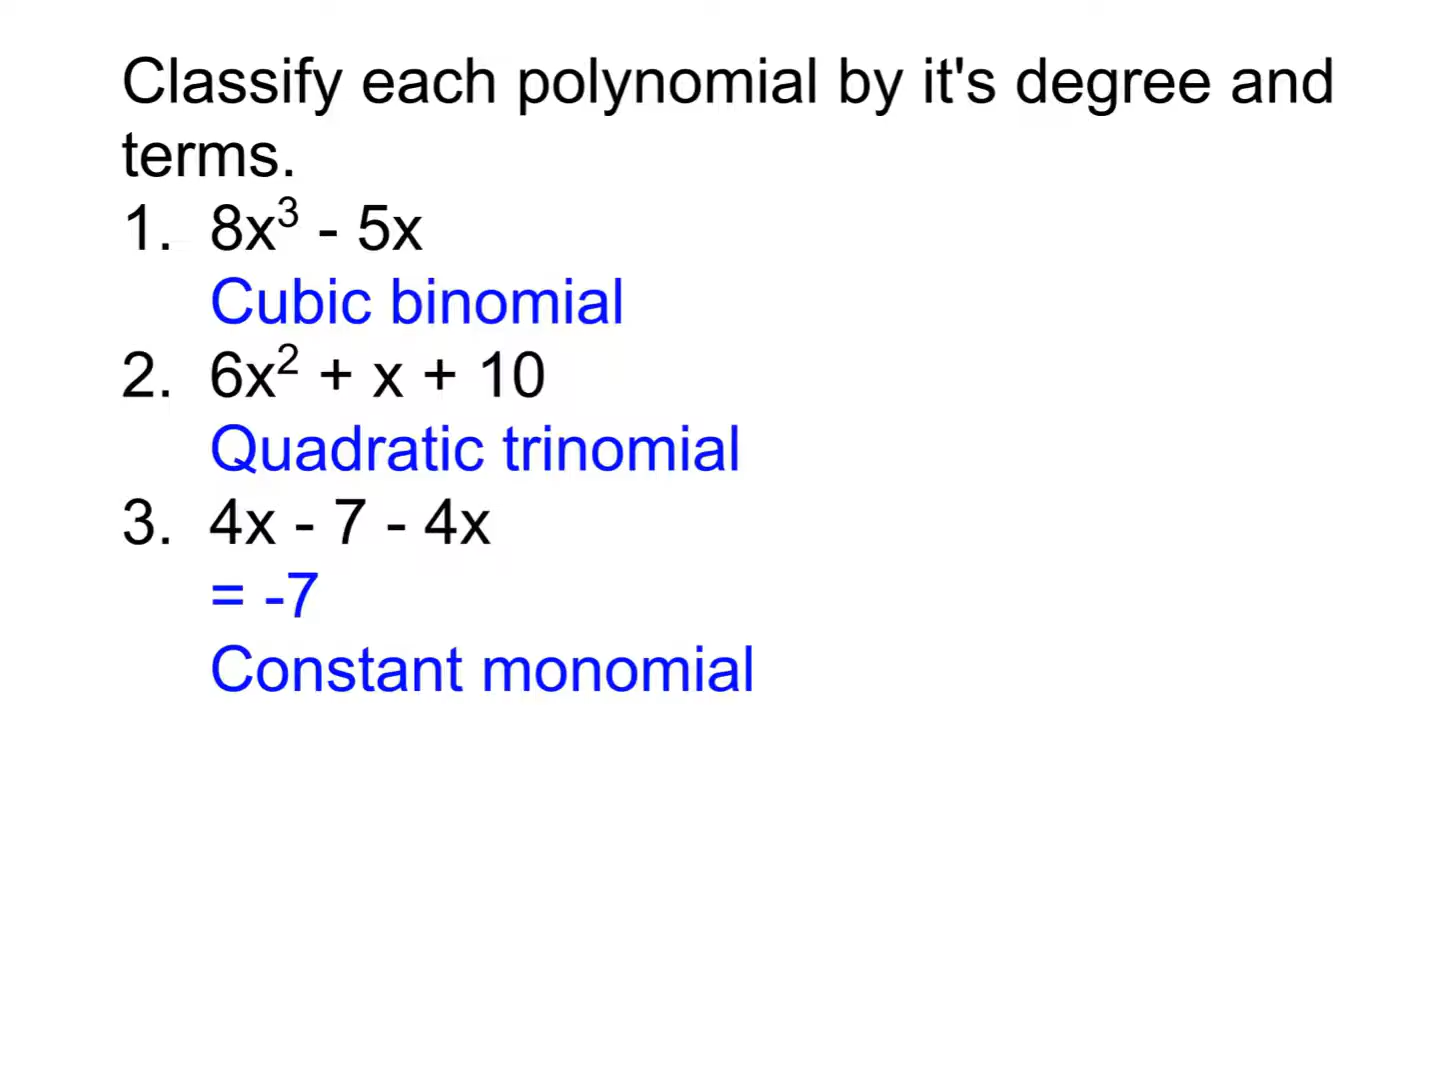 Classify each polynomial by it's degree and
terms.
1. 8x³ - 5x
Cubic binomial
2. 6x² + x + 10
Quadratic trinomial
3. 4x - 7 - 4x
= -7
Constant monomial